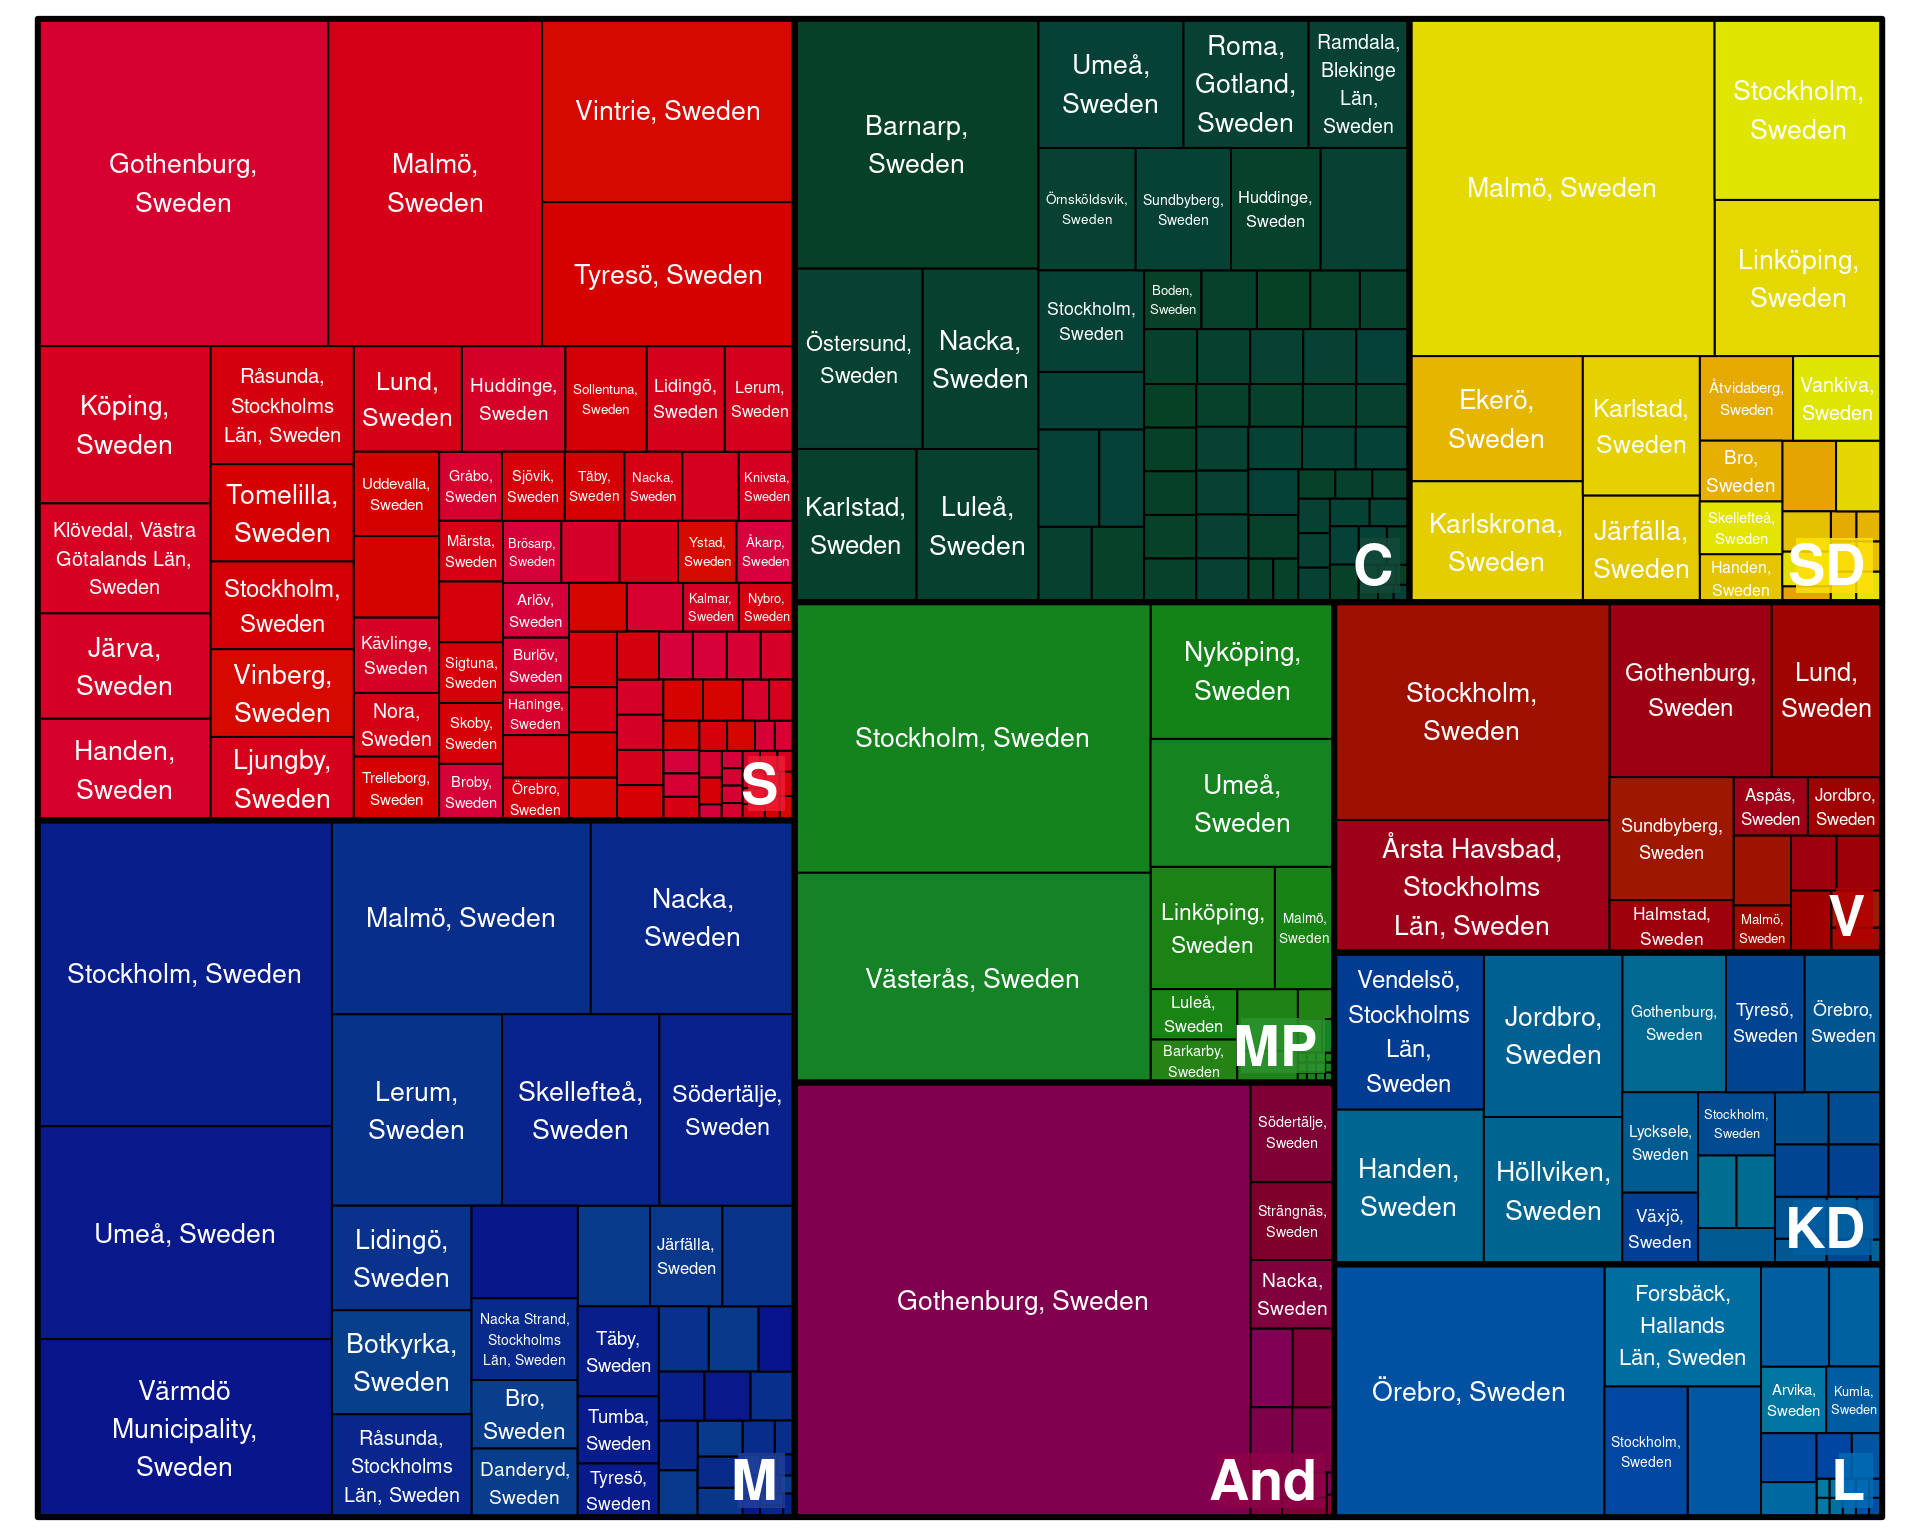 Gothenburg,
Sweden
Malmö,
Sweden
Vintrie, Sweden
Tyresö, Sweden
Köping,
Sweden
Råsunda,
Stockholms
Län, Sweden
Lund,
Sweden
Huddinge,
Sweden
Sollentuna,
Sweden
Lidingö,
Sweden
Lerum,
Sweden
Klövedal, Västra
Götalands Län,
Sweden
Tomelilla,
Sweden
Uddevalla,
Sweden
Gråbo,
Sweden
Sjövik,
Sweden
Täby,
Sweden
Nacka,
Sweden
Knivsta,
Sweden
Märsta,
Sweden
Brösarp,
Sweden
Ystad,
Sweden
Åkarp,
Sweden
Stockholm,
Sweden
Arlöv,
Sweden
Kalmar,
Sweden
Nybro,
Sweden
Järva,
Sweden
Kävlinge,
Sweden
Sigtuna,
Sweden
Burlöv,
Sweden
Vinberg,
Sweden
Haninge,
Sweden
Nora,
Sweden
Skoby,
Sweden
Handen,
Sweden
Ljungby,
Sweden
Trelleborg,
Sweden
Broby,
Sweden
Örebro,
Sweden
S
Barnarp,
Sweden
Umeå,
Sweden
Roma,
Gotland,
Sweden
Ramdala,
Blekinge
Län,
Sweden
Örnsköldsvik,
Sweden
Sundbyberg,
Sweden
Huddinge,
Sweden
Östersund,
Sweden
Nacka,
Sweden
Stockholm,
Sweden
Boden,
Sweden
Karlstad,
Sweden
Luleå,
Sweden
C
Malmö, Sweden
Stockholm,
Sweden
Linköping,
Sweden
Ekerö,
Sweden
Karlstad,
Sweden
Åtvidaberg,
Sweden
Vankiva,
Sweden
Bro,
Sweden
Karlskrona,
Sweden
Järfälla,
Sweden
Skellefteå,
Sweden
Handen,
Sweden
SD
Stockholm, Sweden
Nyköping,
Sweden
Umeå,
Sweden
Västerås, Sweden
Linköping,
Sweden
Malmö,
Sweden
Luleå,
Sweden
Barkarby,
Sweden
MP
Stockholm,
Sweden
Gothenburg,
Sweden
Lund,
Sweden
Årsta Havsbad,
Stockholms
Län, Sweden
Sundbyberg,
Sweden
Aspås,
Sweden
Jordbro,
Sweden
Halmstad,
Sweden
Malmö,
Sweden
V
Stockholm, Sweden
Malmö, Sweden
Nacka,
Sweden
Lerum,
Sweden
Skellefteå,
Sweden
Södertälje,
Sweden
Umeå, Sweden
Lidingö,
Sweden
Järfälla,
Sweden
Nacka Strand,
Stockholms
Län, Sweden
Täby,
Sweden
Botkyrka,
Sweden
Värmdö
Municipality,
Sweden
Bro,
Sweden
Tumba,
Sweden
Råsunda,
Stockholms
Län, Sweden
Danderyd,
Sweden
Tyresö,
Sweden
M
Gothenburg, Sweden
Södertälje,
Sweden
Strängnäs,
Sweden
Nacka,
Sweden
And
Vendelsö,
Stockholms
Län,
Sweden
Jordbro,
Sweden
Gothenburg,
Sweden
Tyresö,
Sweden
Örebro,
Sweden
Handen,
Sweden
Höllviken,
Sweden
Lycksele,
Sweden
Stockholm,
Sweden
Växjö,
Sweden
KD
Örebro, Sweden
Forsbäck,
Hallands
Län, Sweden
Arvika,
Sweden
Kumla,
Sweden
Stockholm,
Sweden
L